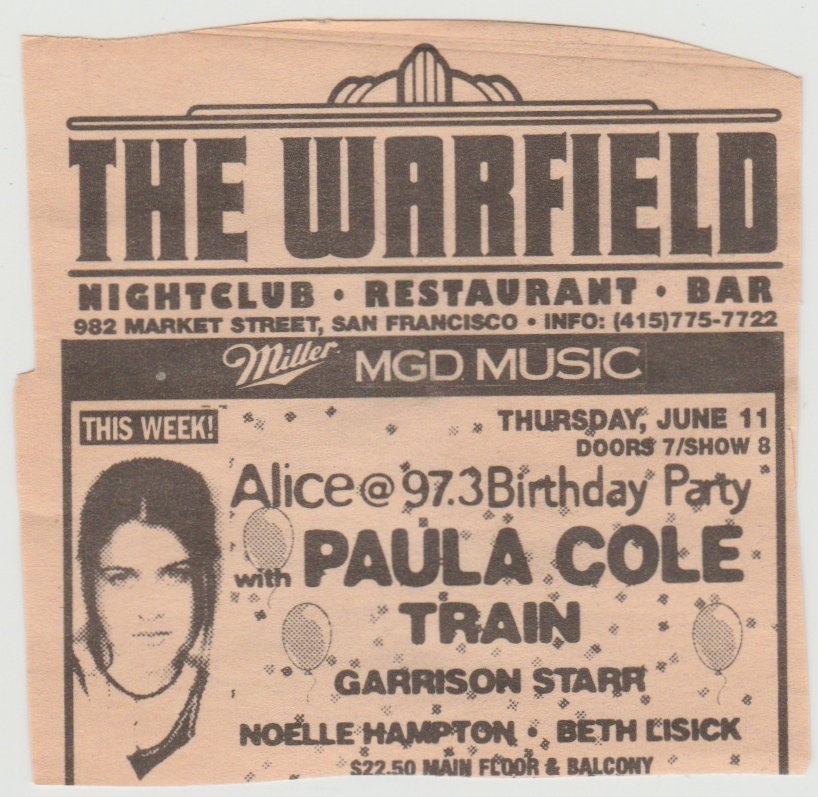 THE WARFIELD
NIGHTCLUB • RESTAURANT • BAR
982 MARKET STREET, SAN FRANCISCO • INFO: (415)775-7722
Miller MGD MUSIC
THIS WEEK!
THURSDAY, JUNE 11
DOORS 7/SHOW 8
Alice@97.3 Birthday Party
with PAULA COLE
TRAIN
GARRISON STARR
NOELLE HAMPTON • BETH LISICK
$22.50 MAIN FLOOR & BALCONY